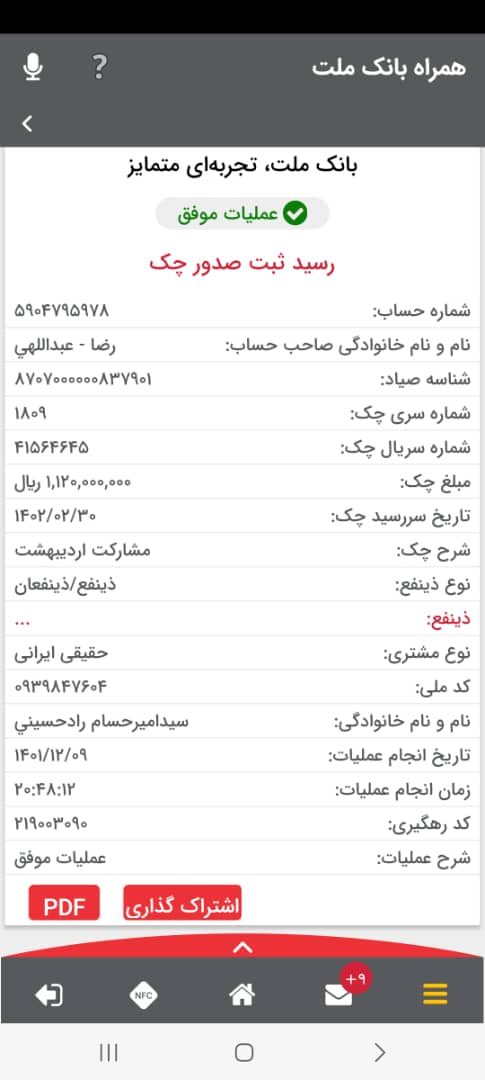 همراه بانک ملت
?
بانک ملت، تجربه‌ای متمایز
عملیات موفق
رسید ثبت صدور چک
شماره حساب: ۵۹۰۴۷۹۵۹۷۸
نام و نام خانوادگی صاحب حساب: رضا - عبداللهي
شناسه صیاد: ۸۷۰۷۰۰۰۰۰۰۸۳۷۹۰۱
شماره سری چک: ۱۸۰۹
شماره سریال چک: ۴۱۵۶۴۶۴۵
مبلغ چک: ۱,۱۲۰,۰۰۰,۰۰۰ ریال
تاریخ سررسید چک: ۱۴۰۲/۰۲/۳۰
شرح چک: مشارکت اردیبهشت
نوع ذینفع: ذینفع/ذینفعان
ذینفع: ...
نوع مشتری: حقیقی ایرانی
کد ملی: ۰۹۳۹۸۴۷۶۰۴
نام و نام خانوادگی: سیدامیرحسام رادحسیني
تاریخ انجام عملیات: ۱۴۰۱/۱۲/۰۹
زمان انجام عملیات: ۲۰:۴۸:۱۲
کد رهگیری: ۲۱۹۰۰۳۰۹۰
شرح عملیات: عملیات موفق
اشتراک گذاری PDF
+۹
NFC